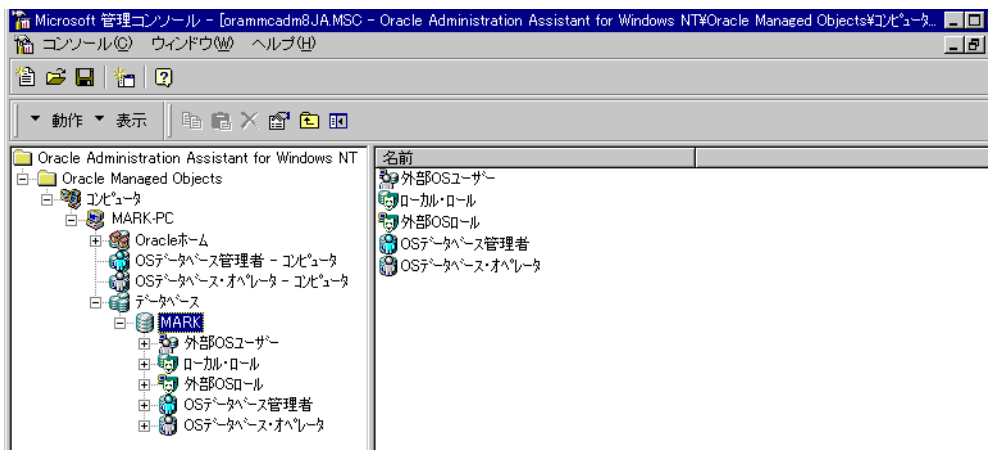 Microsoft 管理コンソール - [orammcadm8JA.MSC - Oracle Administration Assistant for Windows NT¥Oracle Managed Objects¥コンピュータ...
コンソール(C) ウィンドウ(W) ヘルプ(H)
動作 表示
Oracle Administration Assistant for Windows NT
Oracle Managed Objects
コンピュータ
MARK-PC
Oracleホーム
OSデータベース管理者 - コンピュータ
OSデータベース・オペレータ - コンピュータ
データベース
MARK
外部OSユーザー
ローカル・ロール
外部OSロール
OSデータベース管理者
OSデータベース・オペレータ
名前
外部OSユーザー
ローカル・ロール
外部OSロール
OSデータベース管理者
OSデータベース・オペレータ